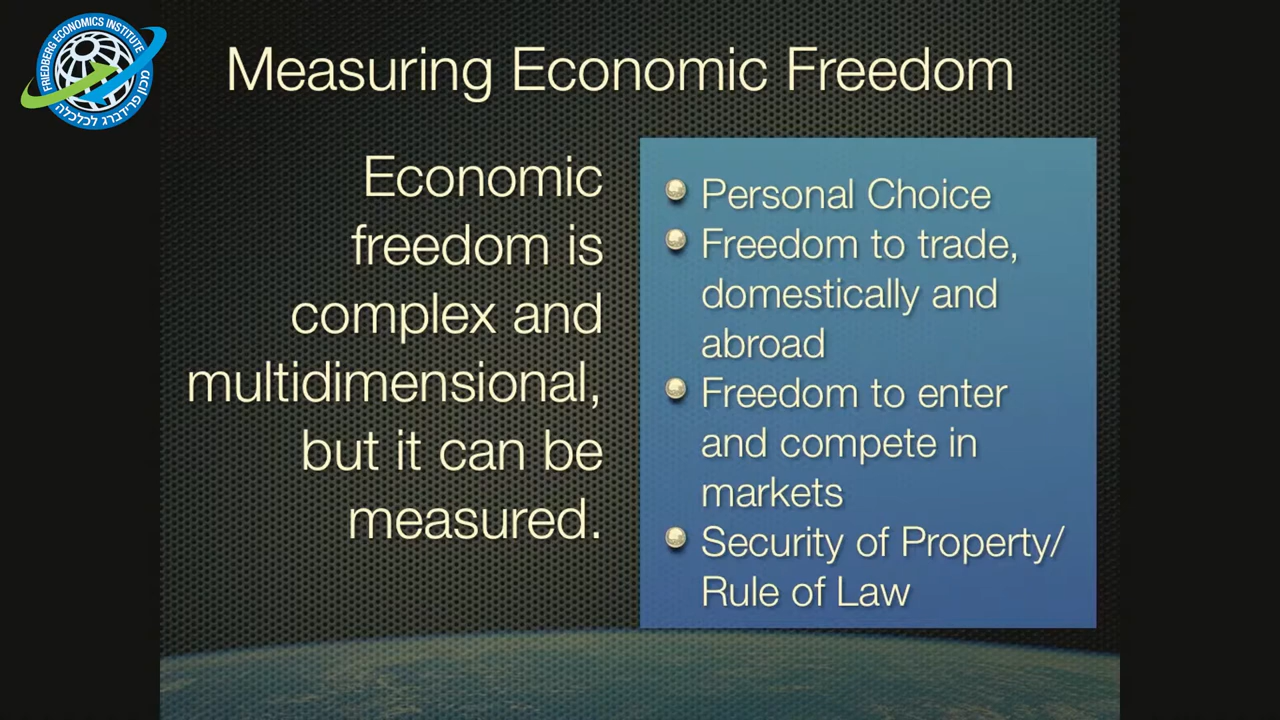 FRIEDBERG ECONOMICS INSTITUTE
מכון פרידברג לכלכלה
Measuring Economic Freedom
Economic
freedom is
complex and
multidimensional,
but it can be
measured.
Personal Choice
Freedom to trade,
domestically and
abroad
Freedom to enter
and compete in
markets
Security of Property/
Rule of Law